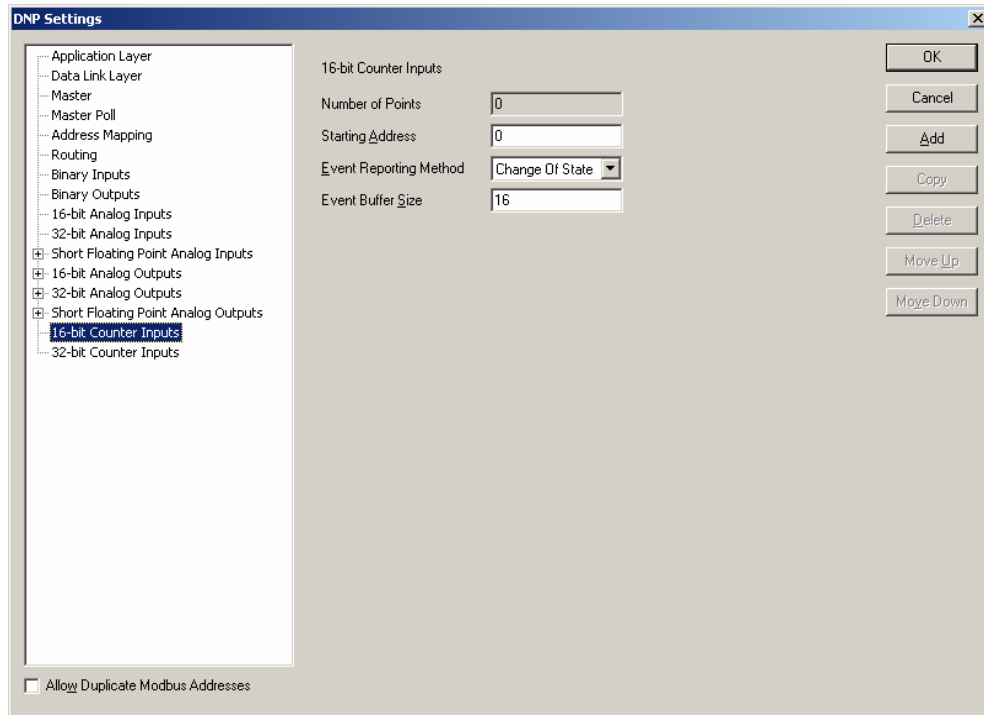 DNP Settings
Application Layer
Data Link Layer
Master
Master Poll
Address Mapping
Routing
Binary Inputs
Binary Outputs
16-bit Analog Inputs
32-bit Analog Inputs
Short Floating Point Analog Inputs
16-bit Analog Outputs
32-bit Analog Outputs
Short Floating Point Analog Outputs
16-bit Counter Inputs
32-bit Counter Inputs
16-bit Counter Inputs
Number of Points 0
Starting Address 0
Event Reporting Method Change Of State
Event Buffer Size 16
OK
Cancel
Add
Copy
Delete
Move Up
Move Down
Allow Duplicate Modbus Addresses